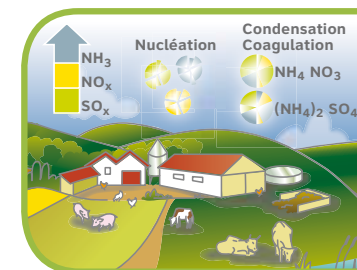 NH₃
NOₓ
SOₓ
Nucléation
Condensation
Coagulation
NH₄ NO₃
(NH₄)₂ SO₄